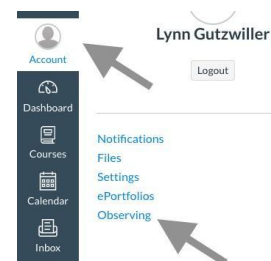 Account
Dashboard
Courses
Calendar
Inbox
Lynn Gutzwiller
Logout
Notifications
Files
Settings
ePortfolios
Observing